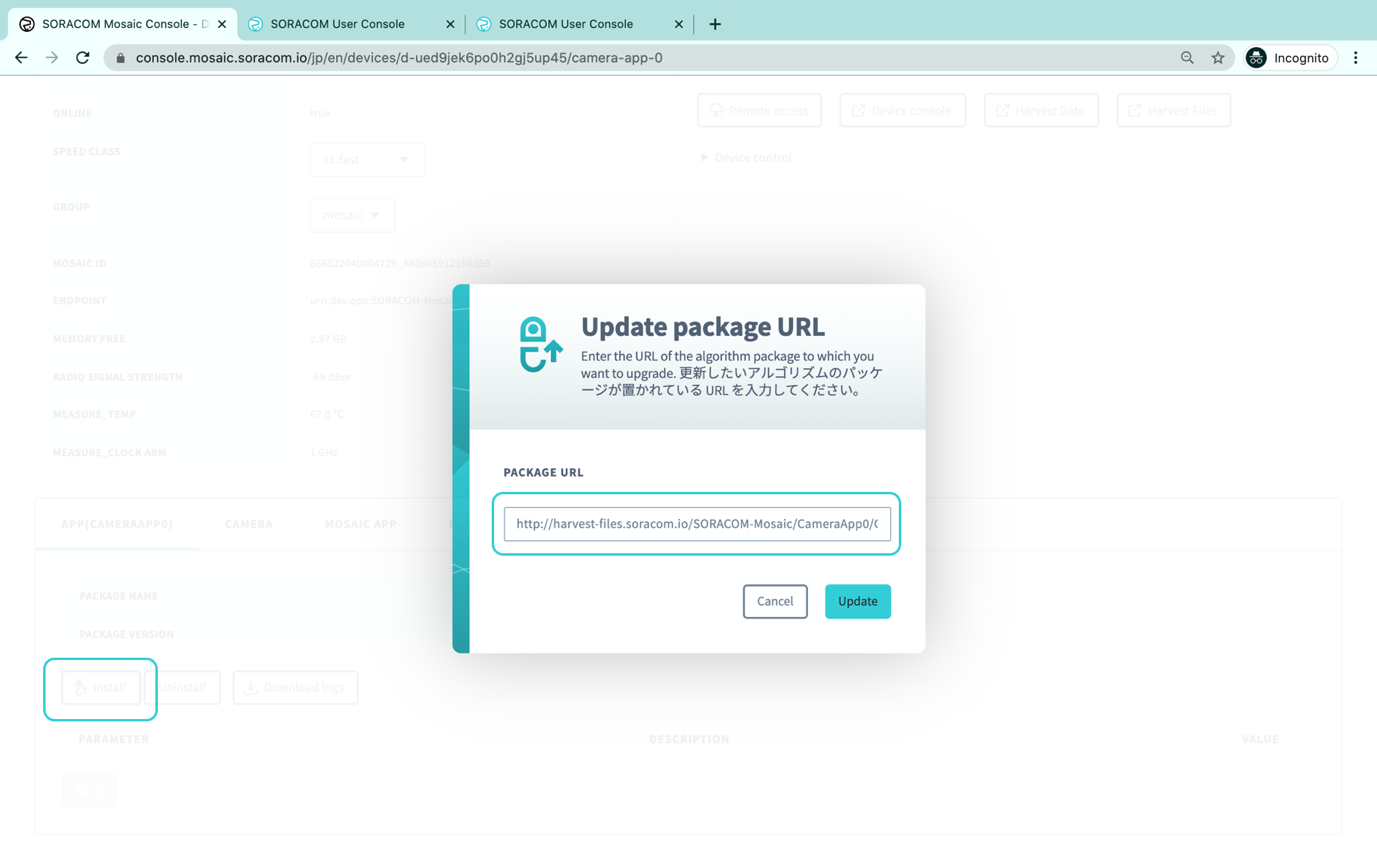 SORACOM Mosaic Console - D
SORACOM User Console
SORACOM User Console
console.mosaic.soracom.io/jp/en/devices/d-ued9jek6po0h2gj5up45/camera-app-0
Incognito
ONLINE
true
Remote access
Device console
Harvest Data
Harvest Files
SPEED CLASS
s1.fast
Device control
GROUP
mosaic
MOSAIC ID
866522040004729_AX0605912160360
ENDPOINT
urn:dev:ops:SORACOM-Mosai
MEMORY FREE
2.97 GB
RADIO SIGNAL STRENGTH
-65 dBm
MEASURE_TEMP
67.0 °C
MEASURE_CLOCK ARM
1 GHz
Update package URL
Enter the URL of the algorithm package to which you
want to upgrade. 更新したいアルゴリズムのパッケ
ージが置かれている URL を入力してください。
PACKAGE URL
http://harvest-files.soracom.io/SORACOM-Mosaic/CameraApp0/C
Cancel
Update
APP(CAMERAAPP0)
CAMERA
MOSAIC APP
PACKAGE NAME
PACKAGE VERSION
Install
Uninstall
Download logs
PARAMETER
DESCRIPTION
VALUE